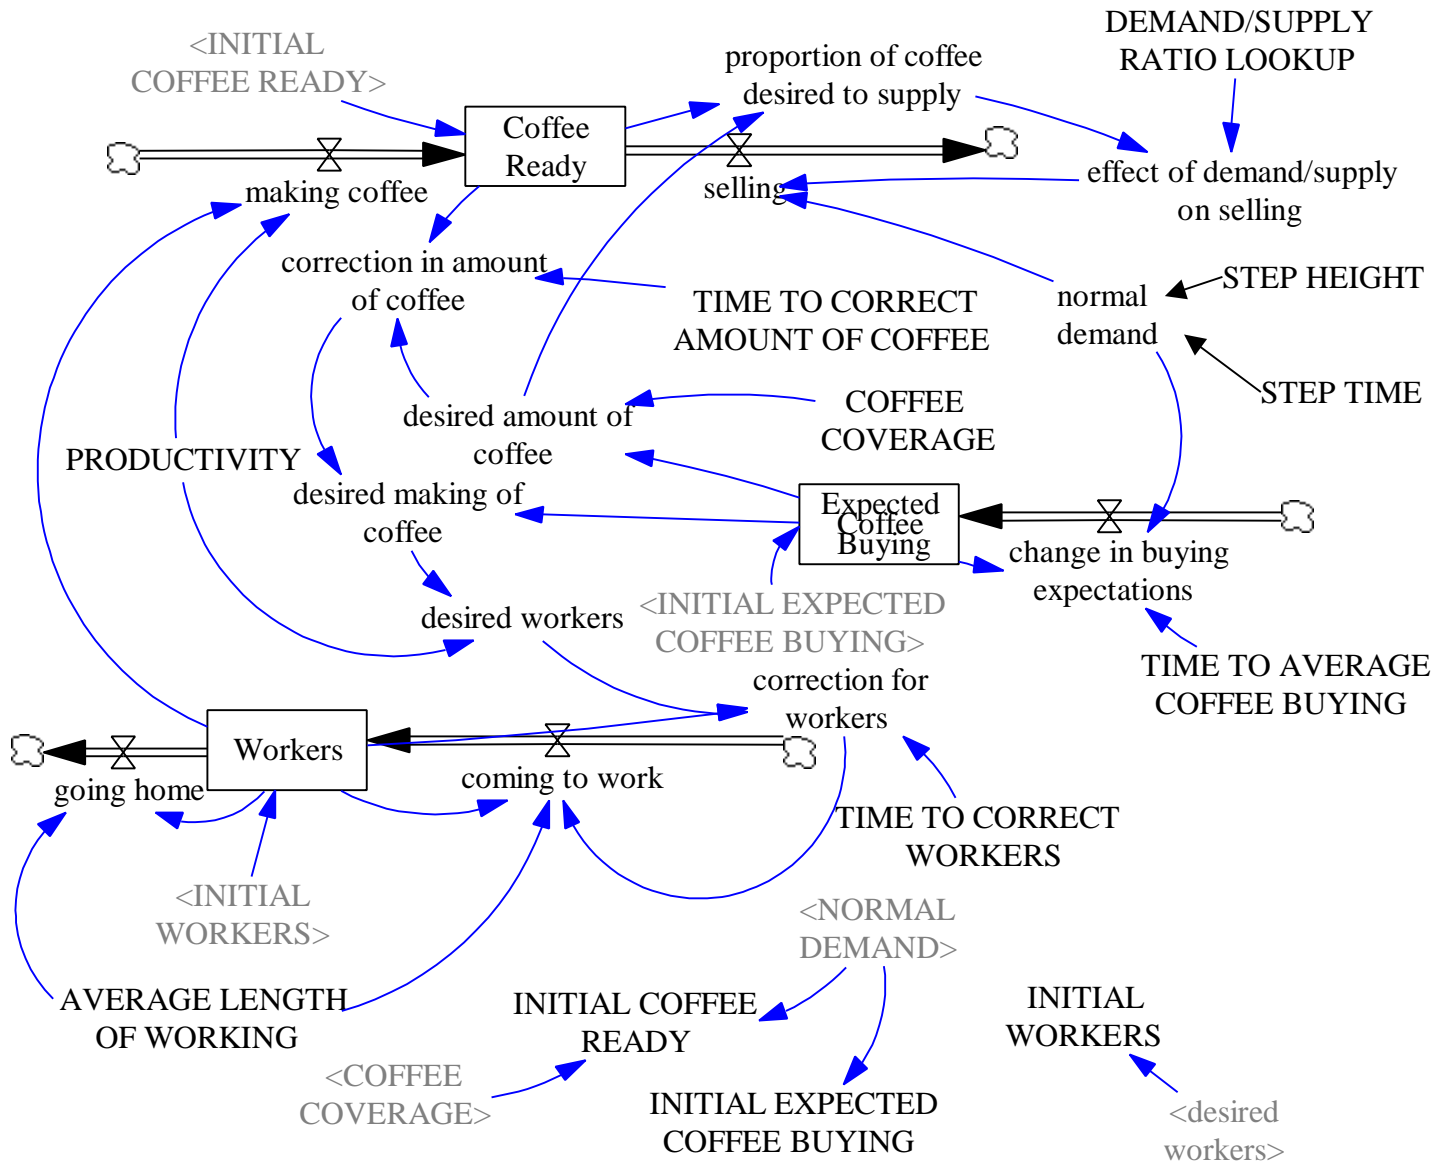 <INITIAL
COFFEE READY>
proportion of coffee
desired to supply
DEMAND/SUPPLY
RATIO LOOKUP
Coffee
Ready
making coffee
selling
effect of demand/supply
on selling
correction in amount
of coffee
TIME TO CORRECT
AMOUNT OF COFFEE
normal
demand
STEP HEIGHT
STEP TIME
desired amount of
coffee
COFFEE
COVERAGE
PRODUCTIVITY
desired making of
coffee
Expected
Coffee
Buying
change in buying
expectations
desired workers
<INITIAL EXPECTED
COFFEE BUYING>
TIME TO AVERAGE
COFFEE BUYING
correction for
workers
Workers
going home
coming to work
TIME TO CORRECT
WORKERS
<INITIAL
WORKERS>
<NORMAL
DEMAND>
AVERAGE LENGTH
OF WORKING
INITIAL COFFEE
READY
INITIAL
WORKERS
<COFFEE
COVERAGE>
INITIAL EXPECTED
COFFEE BUYING
<desired
workers>